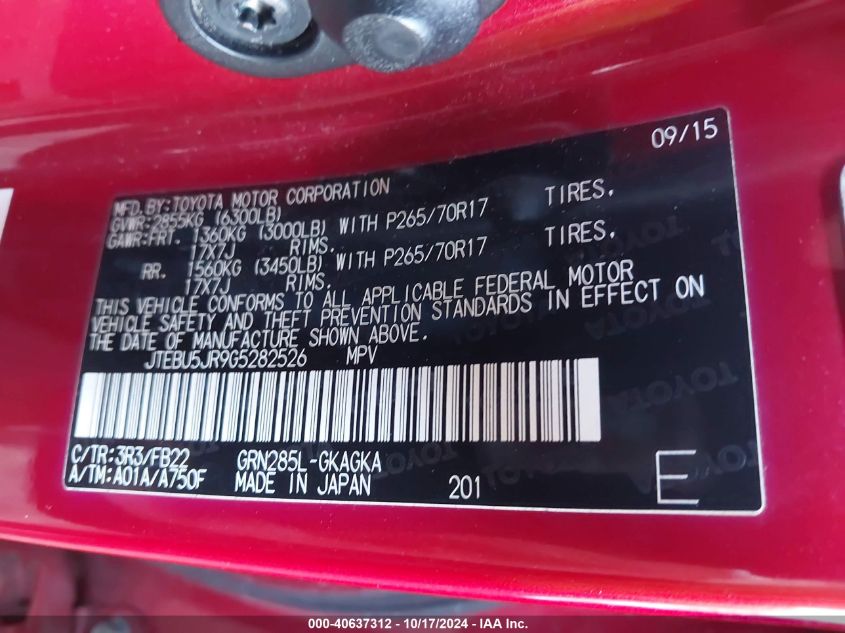 09/15
MFD.BY:TOYOTA MOTOR CORPORATION
GVWR:2855KG (6300LB)
GAWR:FRT. 1360KG (3000LB) WITH P265/70R17 TIRES,
17X7J RIMS.
RR. 1560KG (3450LB) WITH P265/70R17 TIRES,
17X7J RIMS.
THIS VEHICLE CONFORMS TO ALL APPLICABLE FEDERAL MOTOR
VEHICLE SAFETY AND THEFT PREVENTION STANDARDS IN EFFECT ON
THE DATE OF MANUFACTURE SHOWN ABOVE.
JTEBU5JR9G5282526 MPV
C/TR:3R3/FB22 GRN285L-GKAGKA
A/TM:A01A/A750F MADE IN JAPAN 201 E
000-40637312 - 10/17/2024 - IAA Inc.